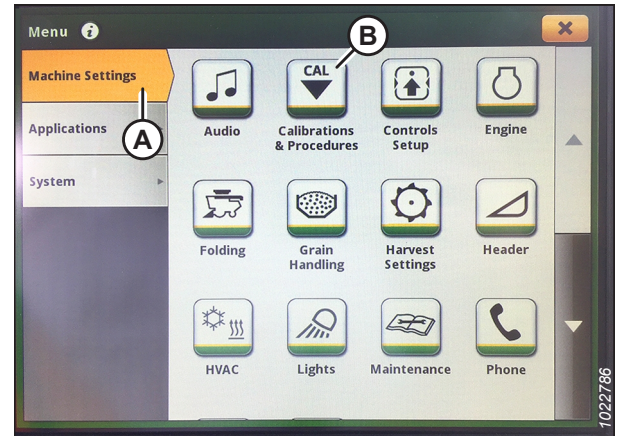 Menu i
B
Machine Settings
CAL
Applications
A
Audio
Calibrations
& Procedures
Controls
Setup
Engine
System
Folding
Grain
Handling
Harvest
Settings
Header
HVAC
Lights
Maintenance
Phone
1022786